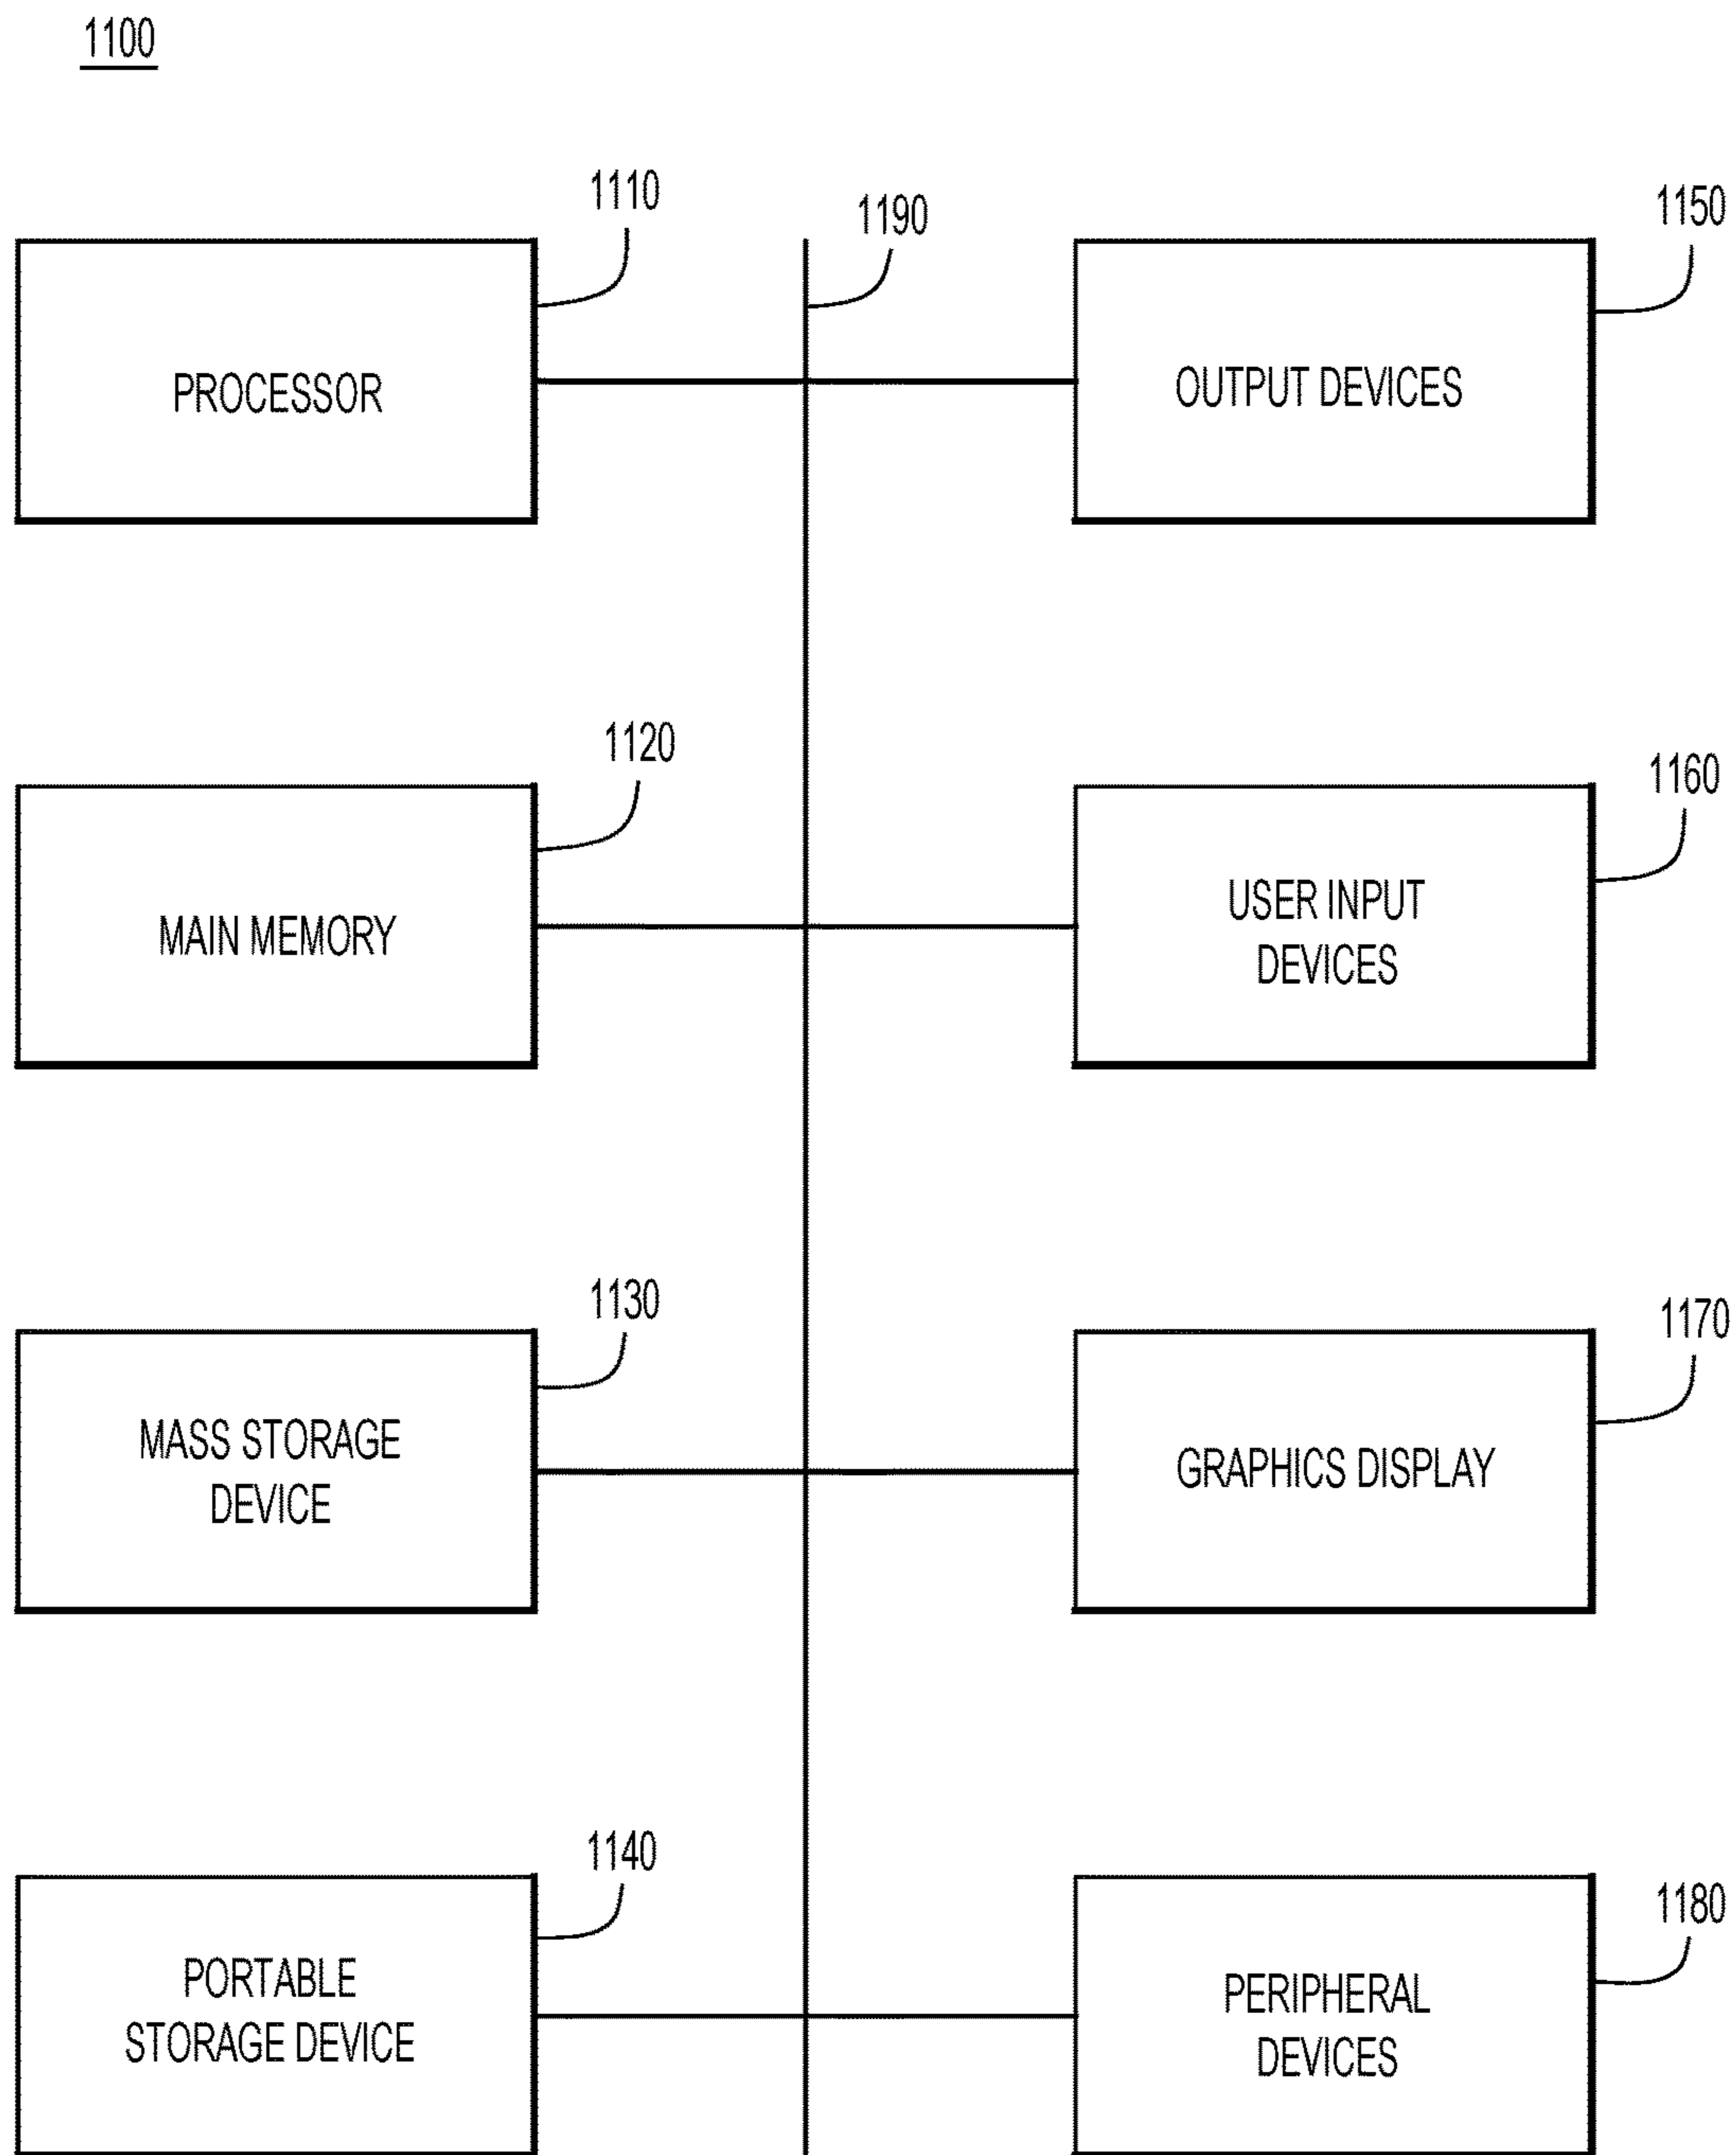 1100
1110
1190
1150
PROCESSOR
OUTPUT DEVICES
1120
1160
MAIN MEMORY
USER INPUT
DEVICES
1130
1170
MASS STORAGE
DEVICE
GRAPHICS DISPLAY
1140
1180
PORTABLE
STORAGE DEVICE
PERIPHERAL
DEVICES